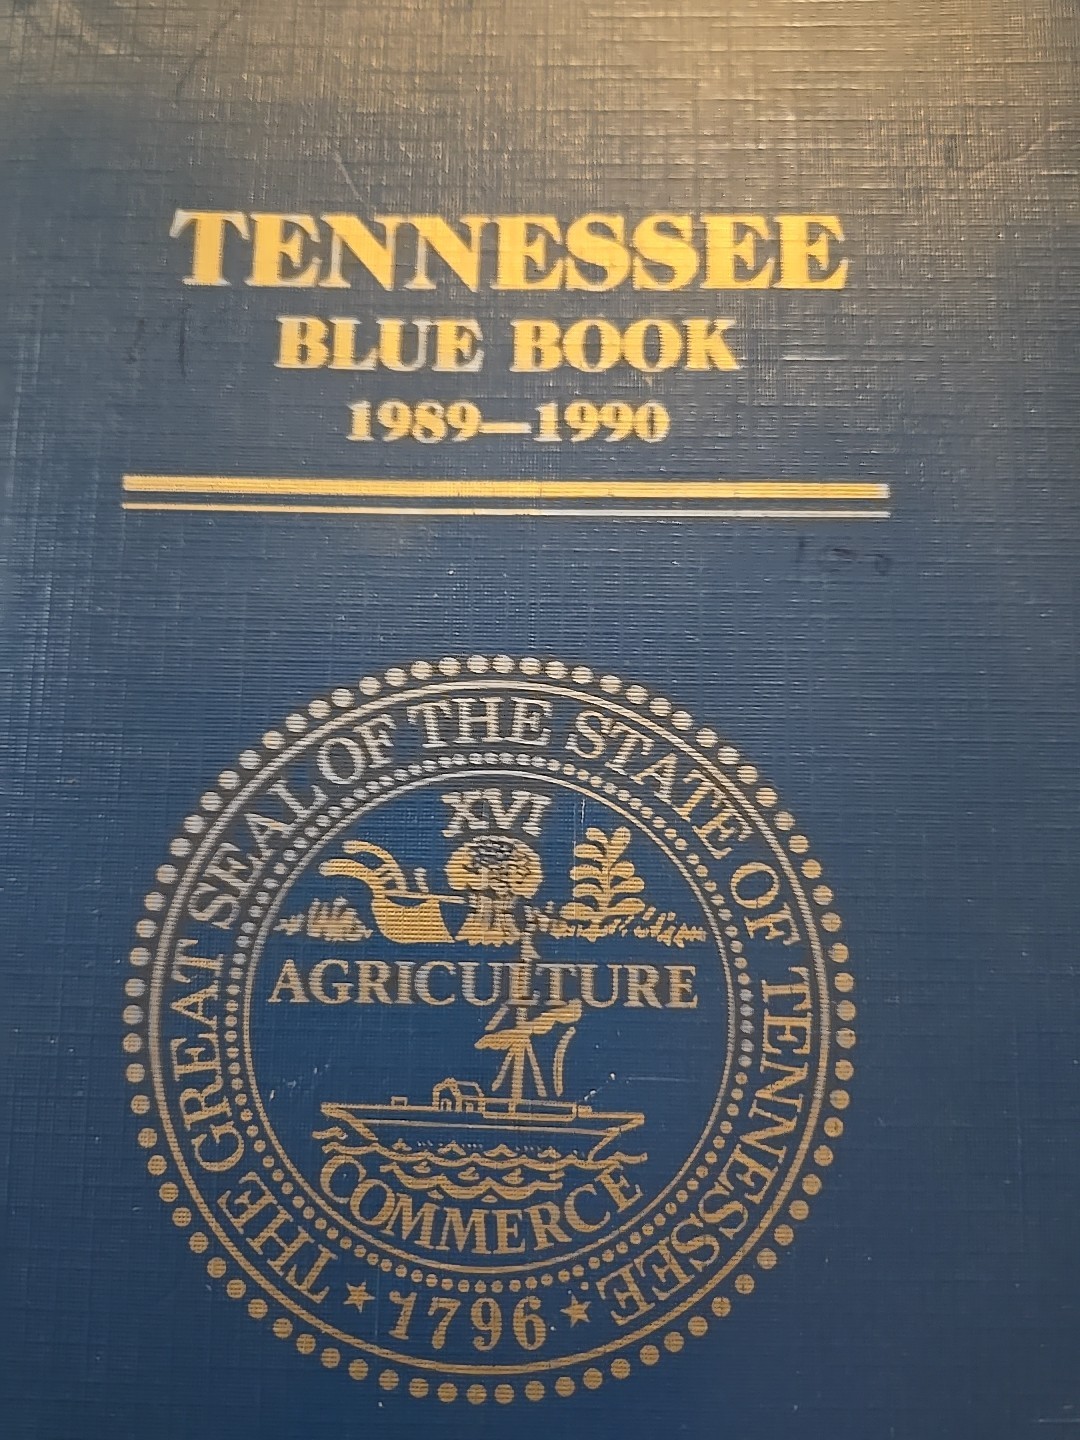 TENNESSEE
BLUE BOOK
1989—1990
THE GREAT SEAL OF THE STATE OF TENNESSEE
XVI
AGRICULTURE
COMMERCE
★ 1796 ★